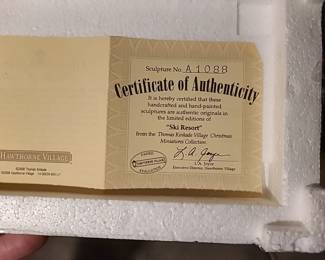 Sculpture No. A1088
Certificate of Authenticity
It is hereby certified that these
handcrafted and hand-painted
sculptures are authentic originals in
the limited editions of
"Ski Resort"
from the Thomas Kinkade Village Christmas
Miniatures Collection.
L.A. Joyce
Executive Director, Hawthorne Village
HAWTHORNE VILLAGE